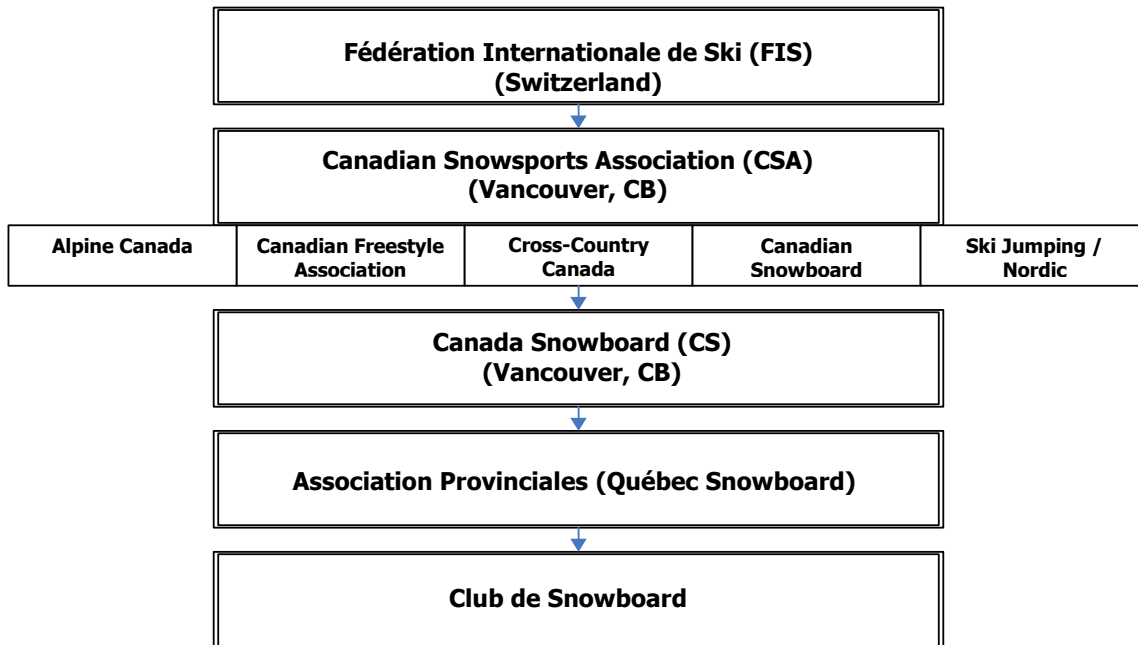 Fédération Internationale de Ski (FIS)
(Switzerland)
Canadian Snowsports Association (CSA)
(Vancouver, CB)
Alpine Canada
Canadian Freestyle
Association
Cross-Country
Canada
Canadian
Snowboard
Ski Jumping /
Nordic
Canada Snowboard (CS)
(Vancouver, CB)
Association Provinciales (Québec Snowboard)
Club de Snowboard